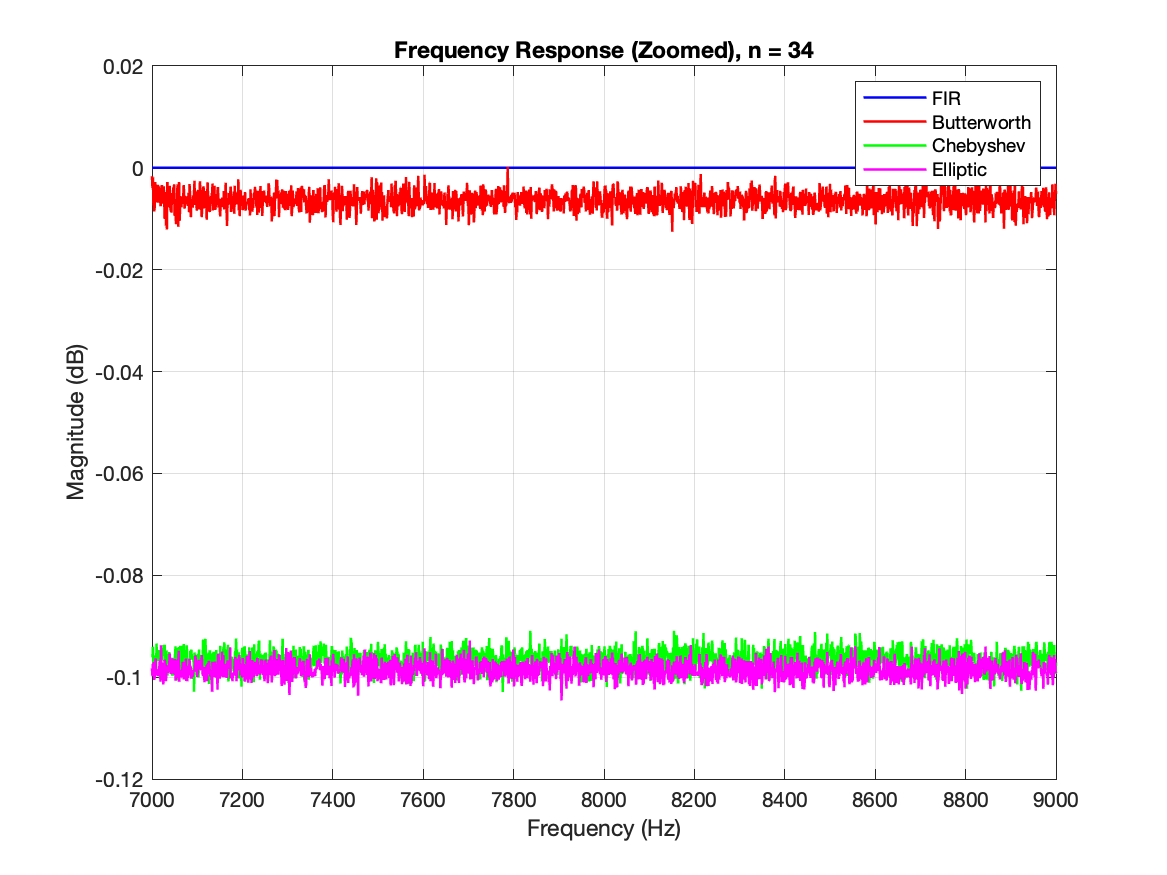 Frequency Response (Zoomed), n = 34
0.02
0
-0.02
-0.04
-0.06
-0.08
-0.1
-0.12
Magnitude (dB)
FIR
Butterworth
Chebyshev
Elliptic
7000 7200 7400 7600 7800 8000 8200 8400 8600 8800 9000
Frequency (Hz)